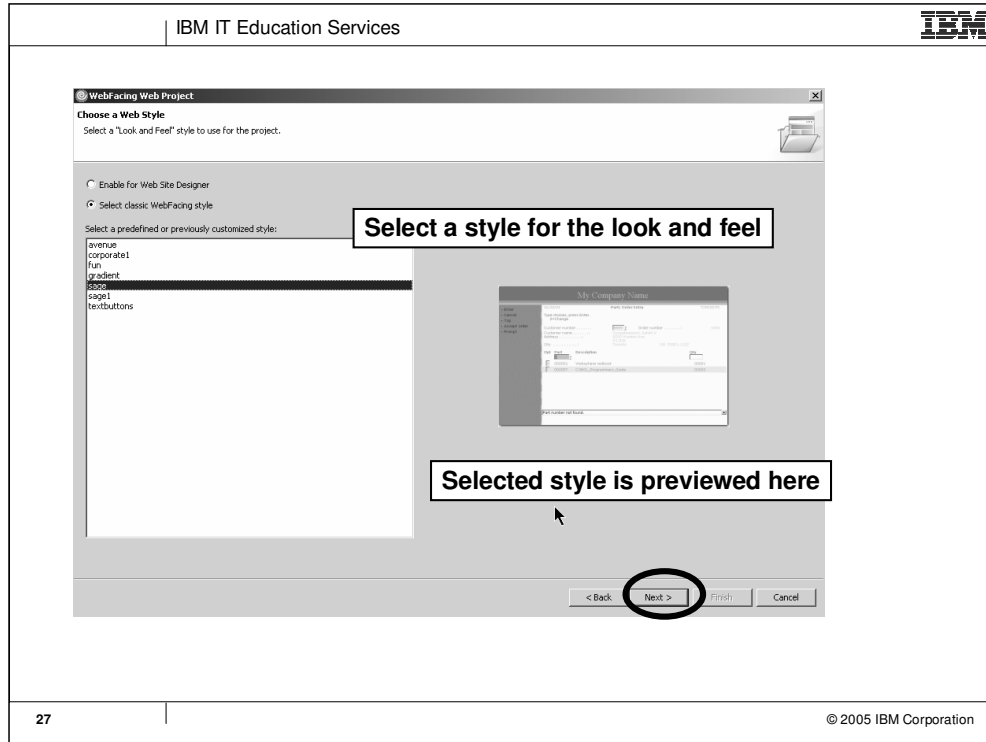 IBM IT Education Services
IBM
WebFacing Web Project
Choose a Web Style
Select a "Look and Feel" style to use for the project.
Enable for Web Site Designer
Select classic WebFacing style
Select a predefined or previously customized style:
avenue
corporate1
fun
gradient
sage
sage1
textbuttons
Select a style for the look and feel
My Company Name
Selected style is previewed here
< Back
Next >
Finish
Cancel
27
© 2005 IBM Corporation